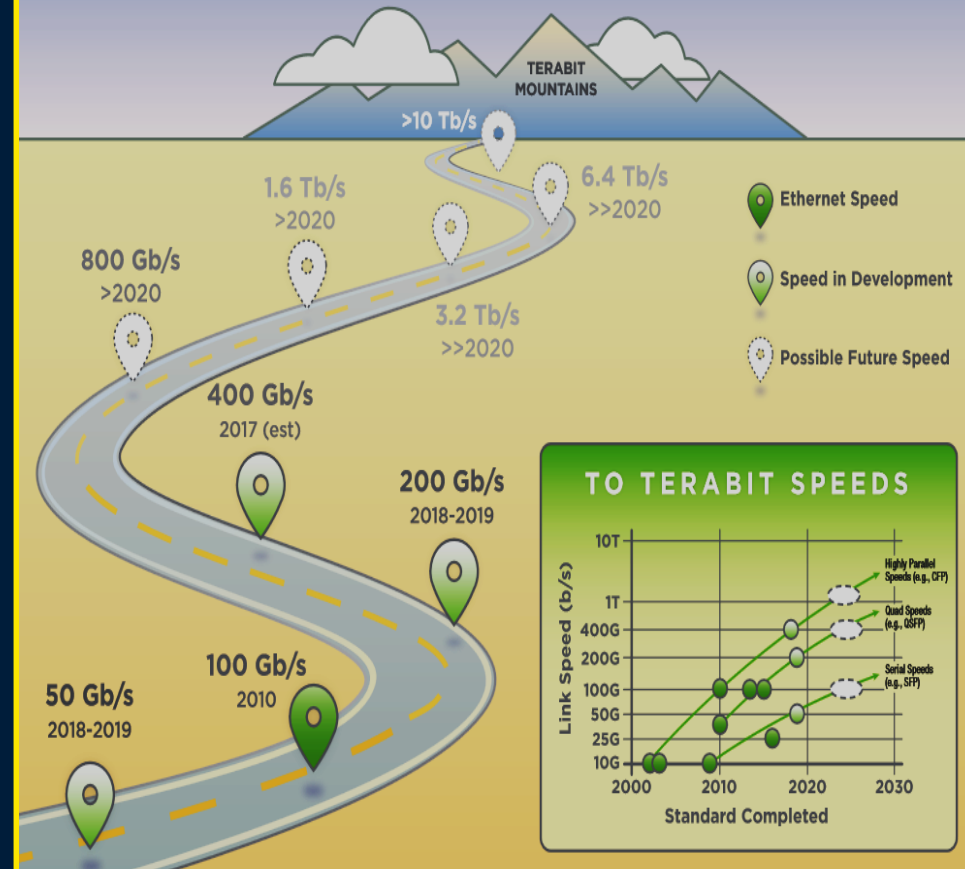 TERABIT
MOUNTAINS
>10 Tb/s
1.6 Tb/s
>2020
6.4 Tb/s
>>2020
Ethernet Speed
800 Gb/s
>2020
Speed in Development
3.2 Tb/s
>>2020
Possible Future Speed
400 Gb/s
2017 (est)
200 Gb/s
2018-2019
100 Gb/s
2010
50 Gb/s
2018-2019
TO TERABIT SPEEDS
Link Speed (b/s)
10T
1T
400G
200G
100G
50G
25G
10G
Highly Parallel
Speeds (e.g., CFP)
Quad Speeds
(e.g., QSFP)
Serial Speeds
(e.g., SFP)
2000
2010
2020
2030
Standard Completed